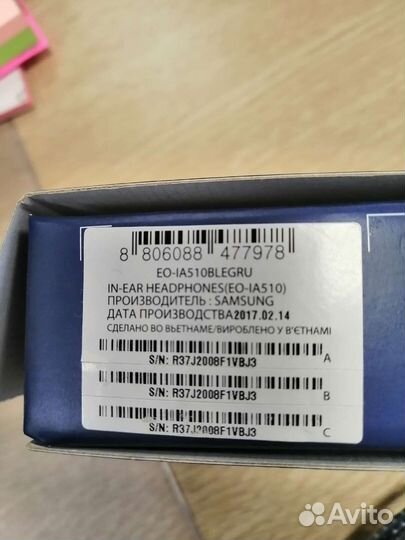 8 806088 477978
EO-IA510BLEGRU
IN-EAR HEADPHONES(EO-IA510)
ПРОИЗВОДИТЕЛЬ : SAMSUNG
ДАТА ПРОИЗВОДСТВА2017.02.14
СДЕЛАНО ВО ВЬЕТНАМЕ/ВИРОБЛЕНО У В'ЄТНАМІ
A
S/N: R37J2008F1VBJ3
B
S/N: R37J2008F1VBJ3
C
S/N: R37J2008F1VBJ3
Avito